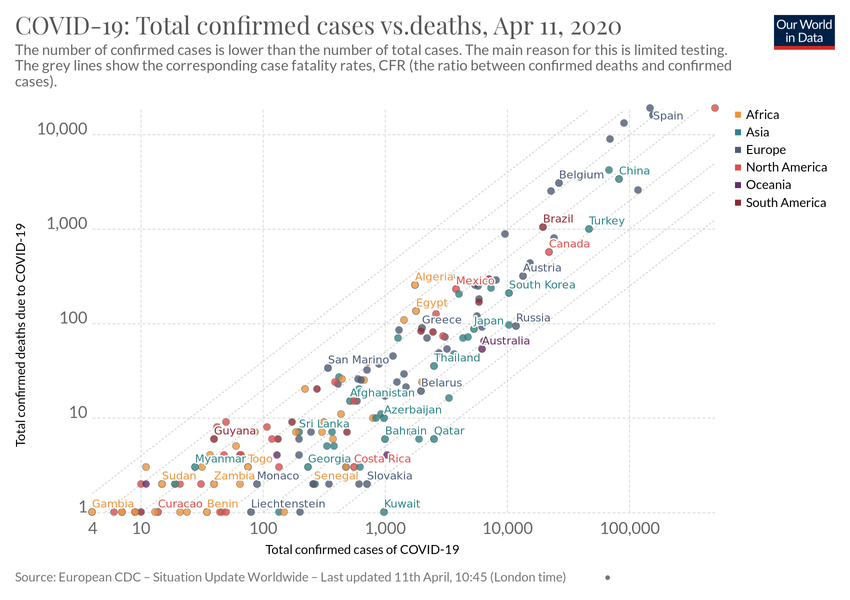 COVID-19: Total confirmed cases vs.deaths, Apr 11, 2020
Our World
in Data
The number of confirmed cases is lower than the number of total cases. The main reason for this is limited testing.
The grey lines show the corresponding case fatality rates, CFR (the ratio between confirmed deaths and confirmed
cases).
Africa
Asia
Europe
North America
Oceania
South America
Total confirmed deaths due to COVID-19
10,000
1,000
100
10
1
Spain
China
Belgium
Brazil
Turkey
Canada
Austria
Algeria
Mexico
South Korea
Egypt
Greece
Japan
Russia
Australia
San Marino
Thailand
Belarus
Afghanistan
Azerbaijan
Guyana
Sri Lanka
Bahrain
Qatar
Myanmar
Togo
Georgia
Costa Rica
Sudan
Zambia
Monaco
Senegal
Slovakia
Gambia
Curacao
Benin
Liechtenstein
Kuwait
4
10
100
1,000
10,000
100,000
Total confirmed cases of COVID-19
Source: European CDC – Situation Update Worldwide – Last updated 11th April, 10:45 (London time)